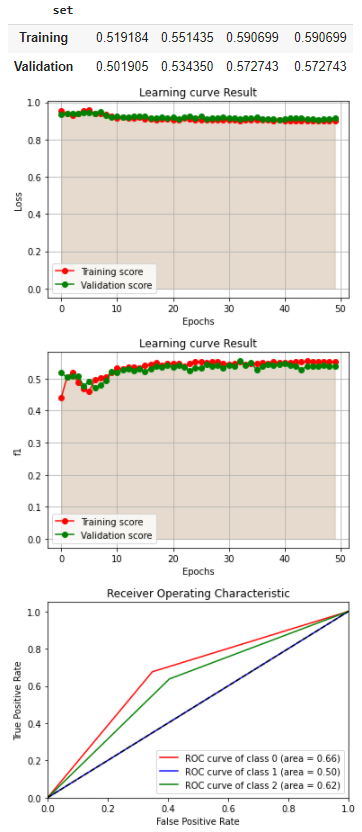 set
Training 0.519184 0.551435 0.590699 0.590699
Validation 0.501905 0.534350 0.572743 0.572743
Learning curve Result
1.0
0.8
0.6
0.4
0.2
0.0
Loss
Training score
Validation score
0 10 20 30 40 50
Epochs
Learning curve Result
0.5
0.4
0.3
0.2
0.1
0.0
f1
Training score
Validation score
0 10 20 30 40 50
Epochs
Receiver Operating Characteristic
1.0
0.8
0.6
0.4
0.2
0.0
True Positive Rate
ROC curve of class 0 (area = 0.66)
ROC curve of class 1 (area = 0.50)
ROC curve of class 2 (area = 0.62)
0.0 0.2 0.4 0.6 0.8 1.0
False Positive Rate